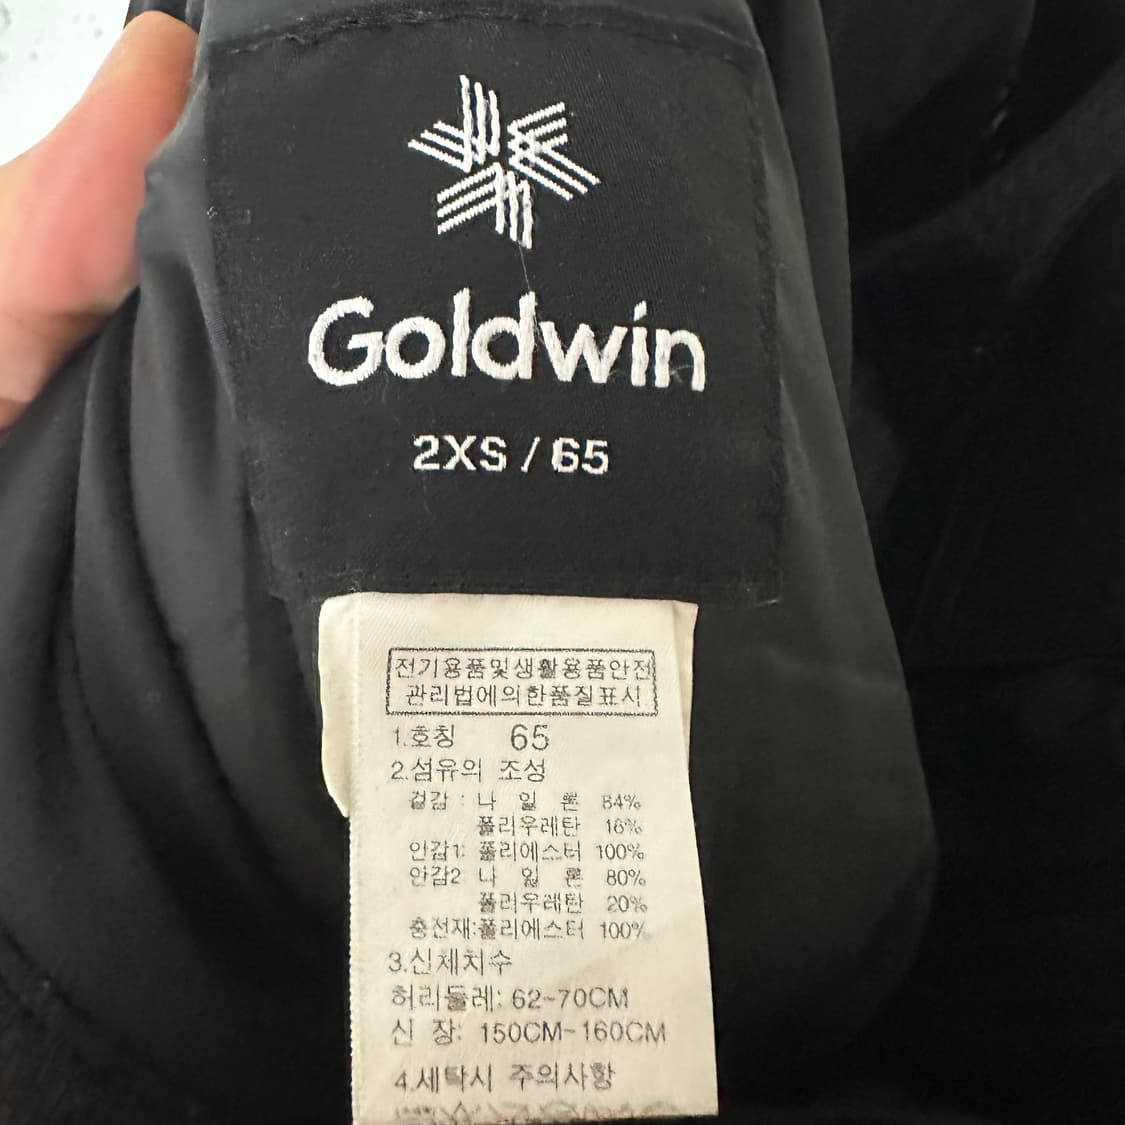 Goldwin
2XS / 65
전기용품및생활용품안전
관리법에의한품질표시
1.호칭 65
2.섬유의 조성
겉감 : 나 일 론 84%
폴리우레탄 16%
안감1: 폴리에스터 100%
안감2 나 일 론 80%
폴리우레탄 20%
충전재:폴리에스터 100%
3.신체치수
허리둘레: 62~70CM
신 장: 150CM~160CM
4.세탁시 주의사항